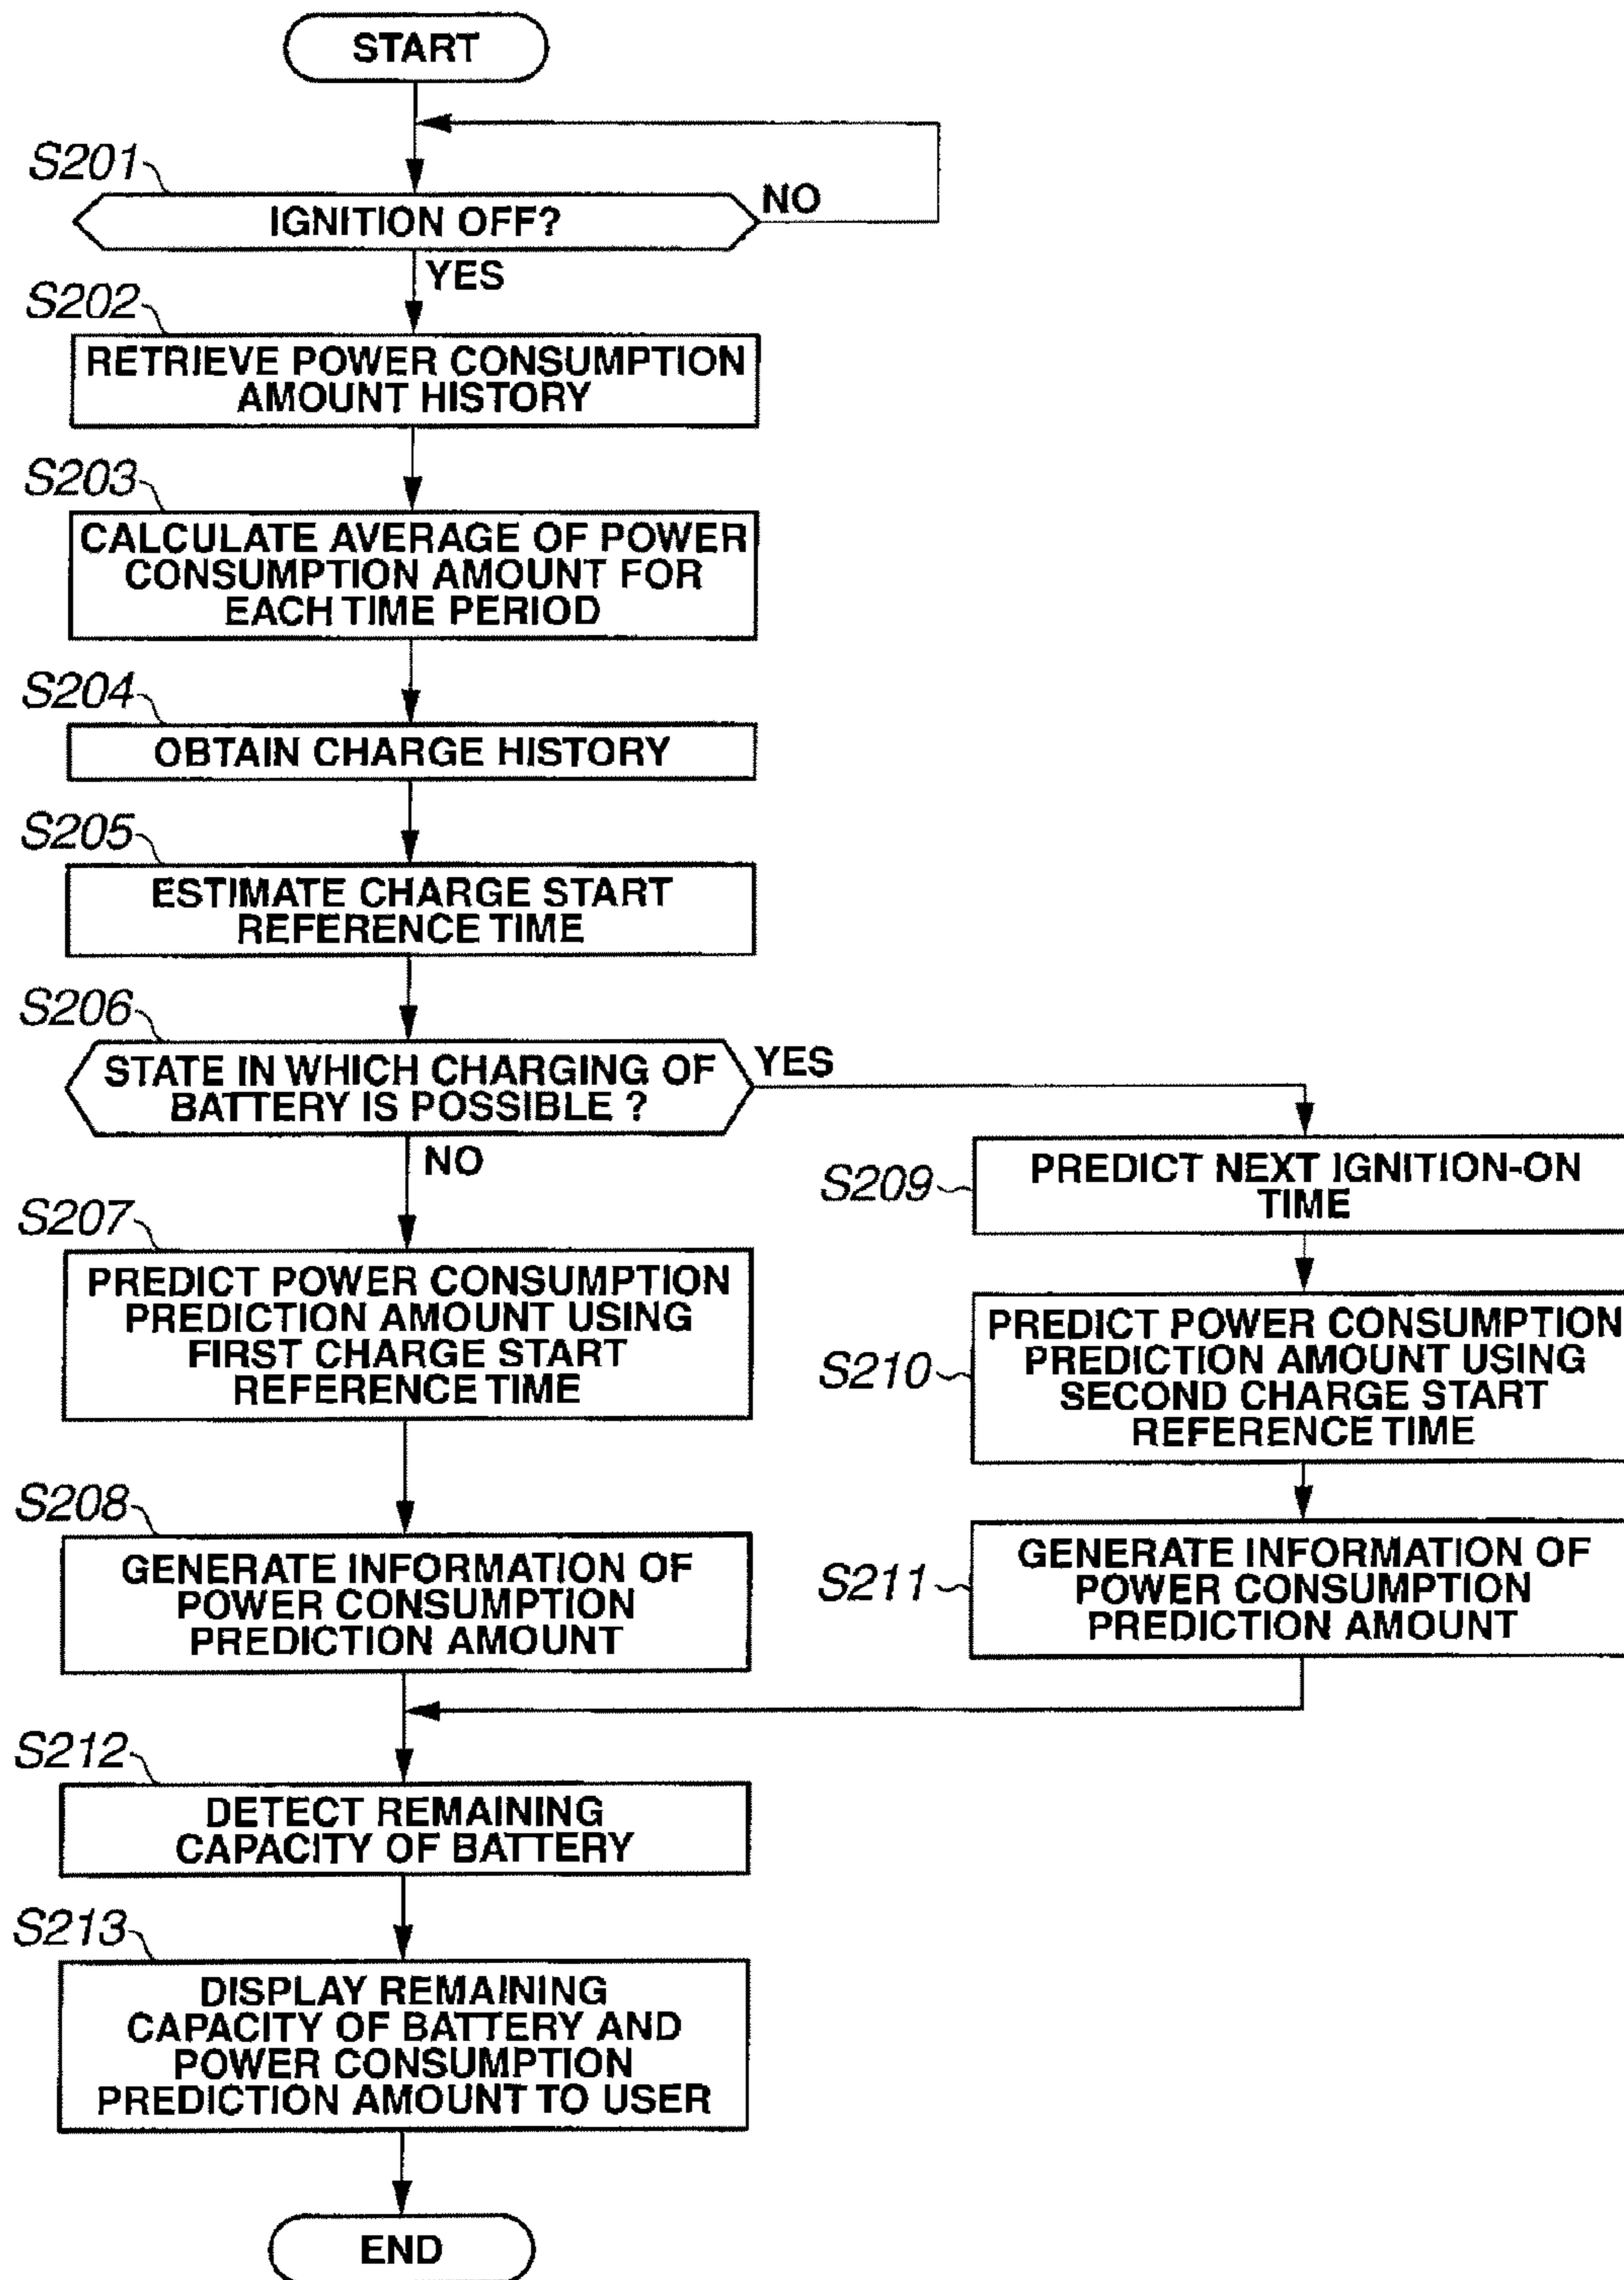 START
S201
IGNITION OFF?
NO
YES
S202
RETRIEVE POWER CONSUMPTION
AMOUNT HISTORY
S203
CALCULATE AVERAGE OF POWER
CONSUMPTION AMOUNT FOR
EACH TIME PERIOD
S204
OBTAIN CHARGE HISTORY
S205
ESTIMATE CHARGE START
REFERENCE TIME
S206
STATE IN WHICH CHARGING OF
BATTERY IS POSSIBLE ?
YES
NO
S207
PREDICT POWER CONSUMPTION
PREDICTION AMOUNT USING
FIRST CHARGE START
REFERENCE TIME
S208
GENERATE INFORMATION OF
POWER CONSUMPTION
PREDICTION AMOUNT
S209
PREDICT NEXT IGNITION-ON
TIME
S210
PREDICT POWER CONSUMPTION
PREDICTION AMOUNT USING
SECOND CHARGE START
REFERENCE TIME
S211
GENERATE INFORMATION OF
POWER CONSUMPTION
PREDICTION AMOUNT
S212
DETECT REMAINING
CAPACITY OF BATTERY
S213
DISPLAY REMAINING
CAPACITY OF BATTERY AND
POWER CONSUMPTION
PREDICTION AMOUNT TO USER
END